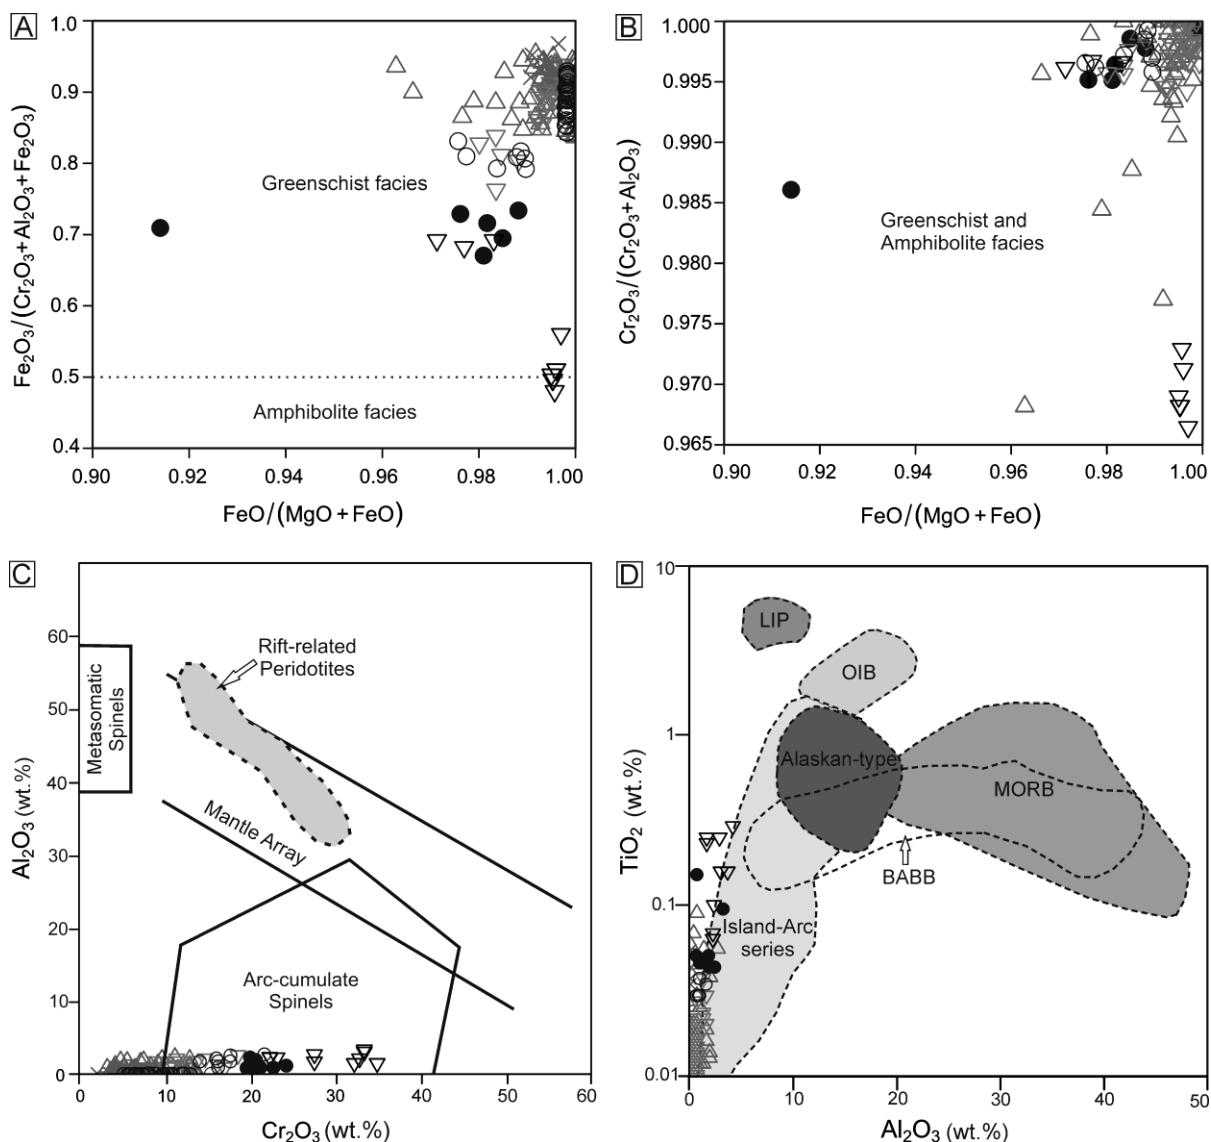 A
1.0
0.9
0.8
0.7
0.6
0.5
0.4
Fe₂O₃/(Cr₂O₃+Al₂O₃+Fe₂O₃)
Greenschist facies
Amphibolite facies
0.90
0.92
0.94
0.96
0.98
1.00
FeO/(MgO+FeO)
B
1.000
0.995
0.990
0.985
0.980
0.975
0.970
0.965
Cr₂O₃/(Cr₂O₃+Al₂O₃)
Greenschist and
Amphibolite facies
0.90
0.92
0.94
0.96
0.98
1.00
FeO/(MgO+FeO)
C
60
50
40
30
20
10
0
Al₂O₃ (wt.%)
Metasomatic
Spinels
Rift-related
Peridotites
Mantle Array
Arc-cumulate
Spinels
0
10
20
30
40
50
60
Cr₂O₃ (wt.%)
D
10
1
0.1
0.01
TiO₂ (wt.%)
LIP
OIB
Alaskan-type
MORB
BABB
Island-Arc
series
0
10
20
30
40
50
Al₂O₃ (wt.%)